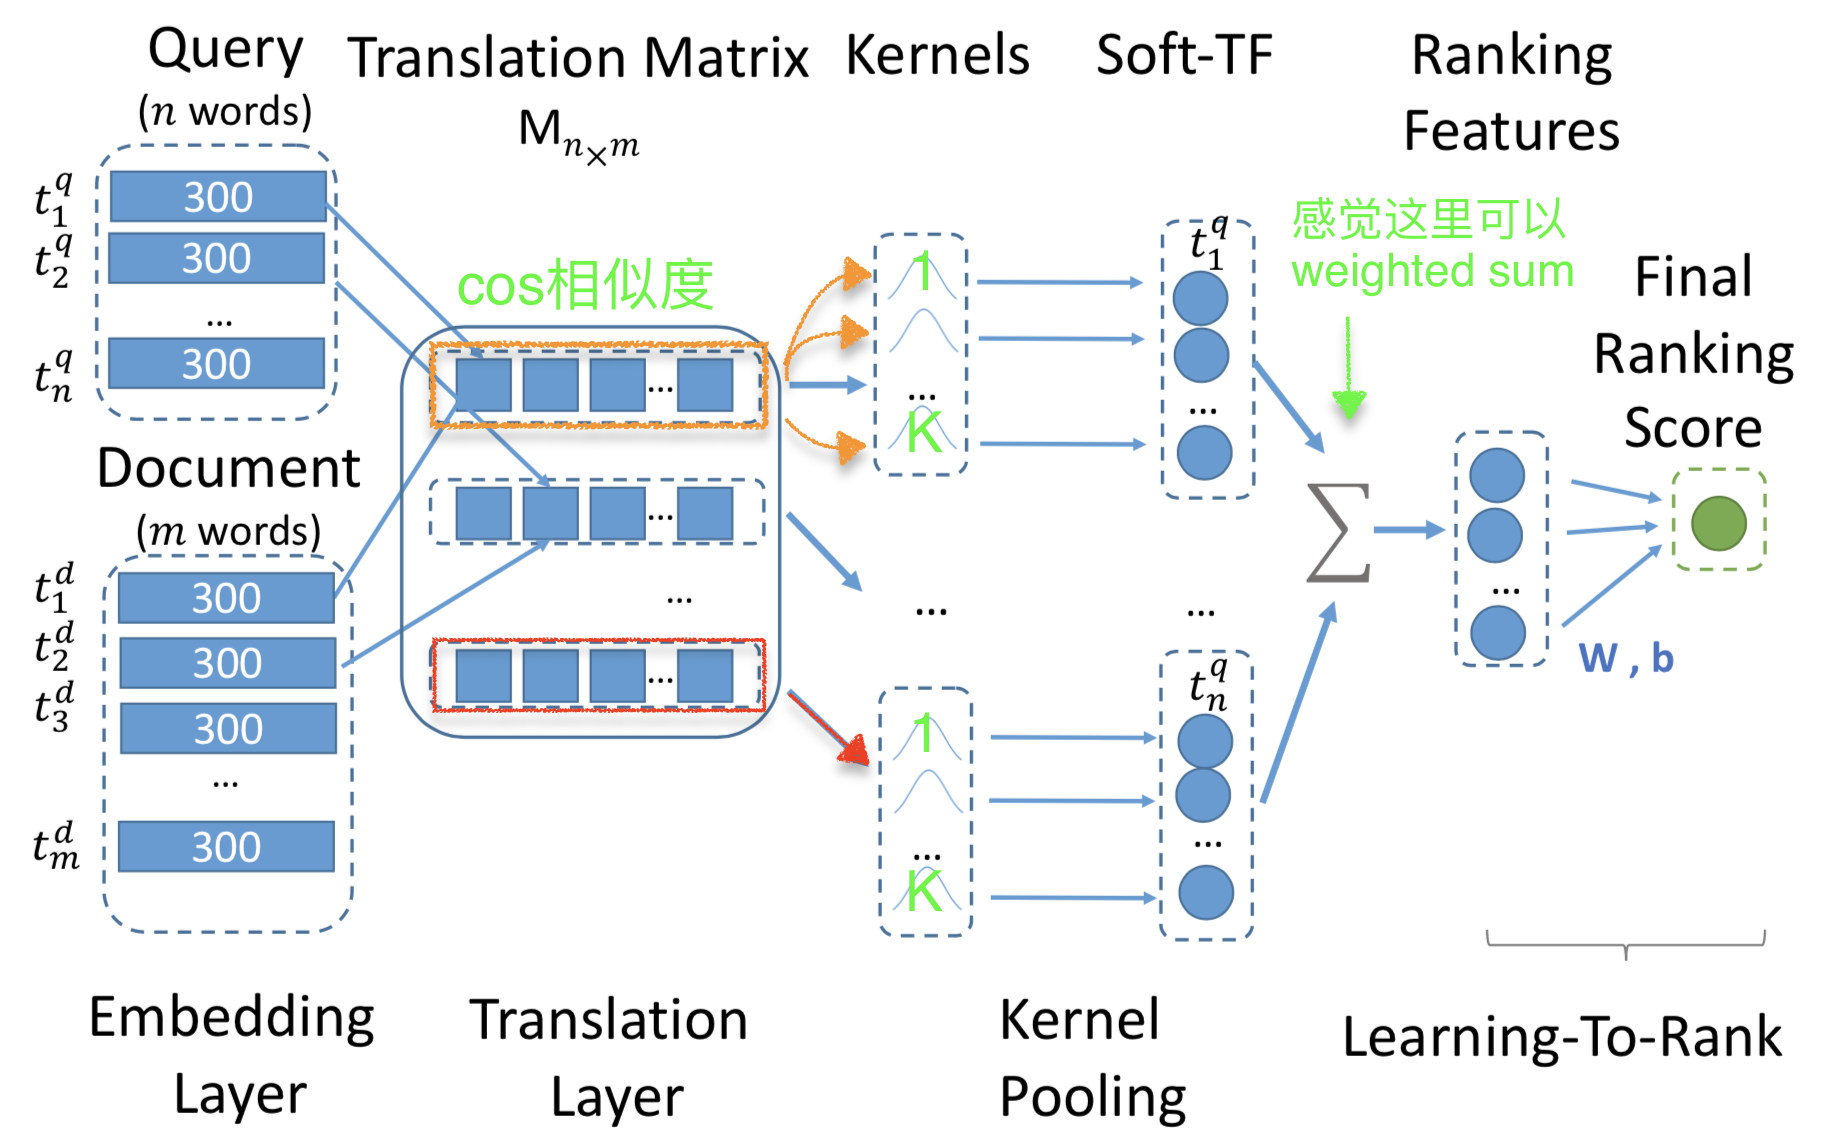 Query
(n words)
Translation Matrix
M_{n×m}
Kernels
Soft-TF
Ranking
Features
t_1^q 300
t_2^q 300
...
t_n^q 300
cos相似度
感觉这里可以
weighted sum
Final
Ranking
Score
Document
(m words)
t_1^d 300
t_2^d 300
t_3^d 300
...
t_m^d 300
...
...
...
...
1
...
K
...
1
...
K
t_1^q
...
...
t_n^q
...
∑
...
W , b
Embedding
Layer
Translation
Layer
Kernel
Pooling
Learning-To-Rank